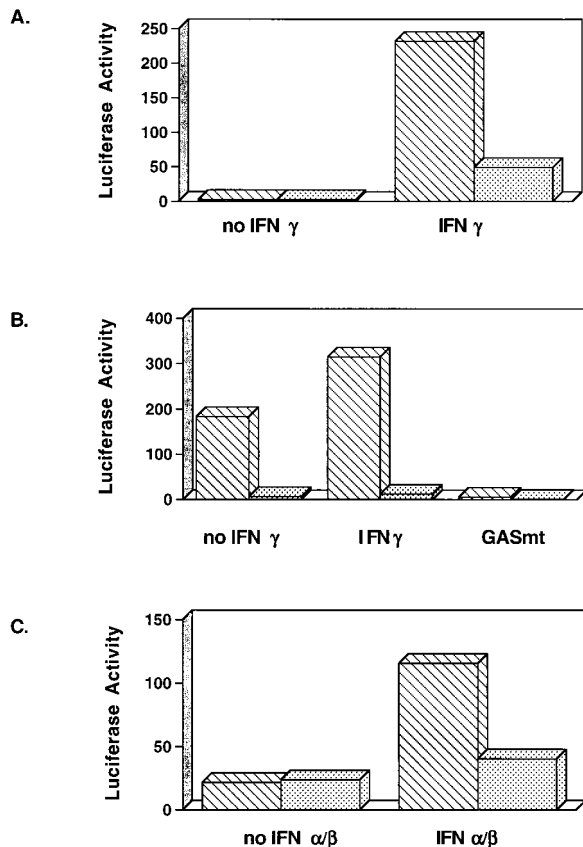 A.
Luciferase Activity
250
200
150
100
50
0
no IFN γ
IFN γ
B.
Luciferase Activity
400
300
200
100
0
no IFN γ
IFN γ
GASmt
C.
Luciferase Activity
150
100
50
0
no IFN α/β
IFN α/β